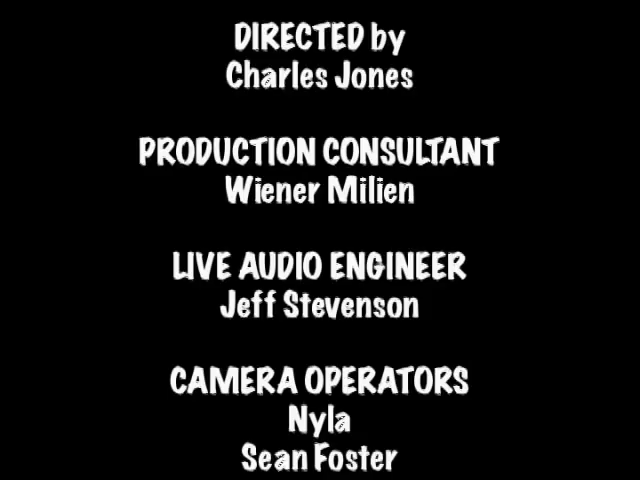 DIRECTED by
Charles Jones
PRODUCTION CONSULTANT
Wiener Milien
LIVE AUDIO ENGINEER
Jeff Stevenson
CAMERA OPERATORS
Nyla
Sean Foster